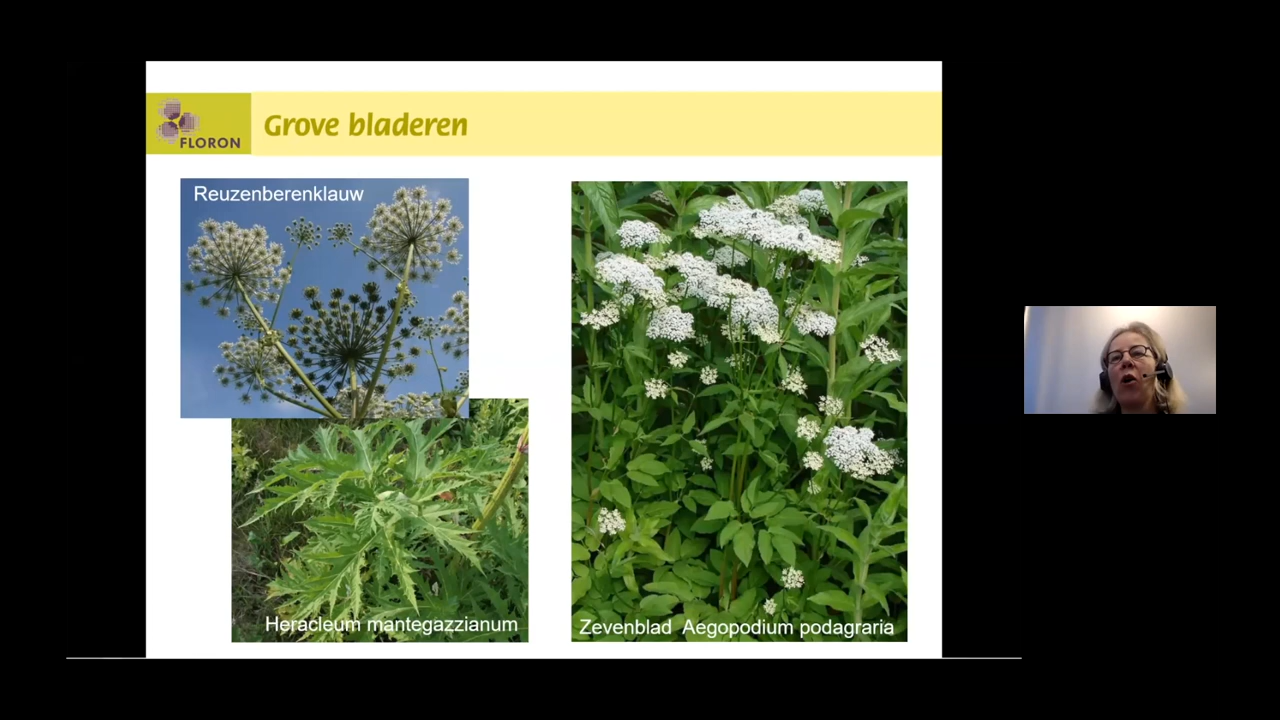 FLORON
Grove bladeren
Reuzenberenklauw
Heracleum mantegazzianum
Zevenblad Aegopodium podagraria